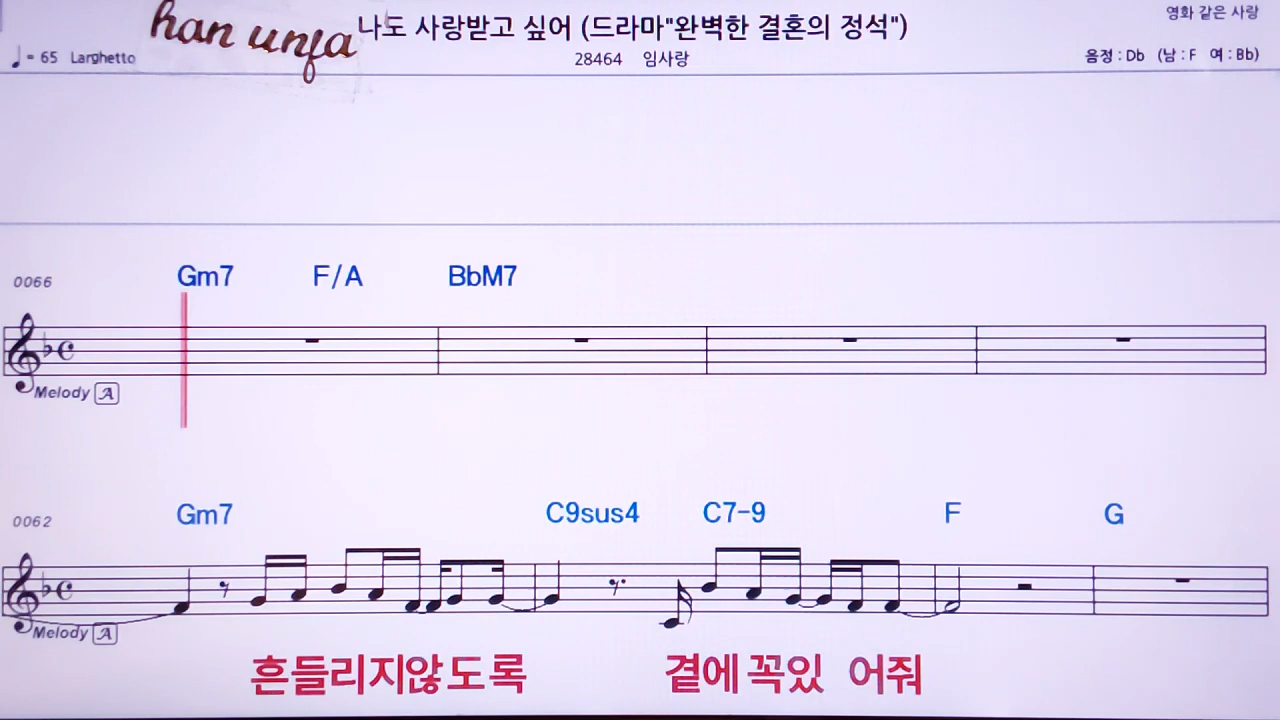 han unfa
나도 사랑받고 싶어 (드라마"완벽한 결혼의 정석")
영화 같은 사랑
♩= 65 Larghetto
28464 임사랑
음정 : Db (남 : F 여 : Bb)
Gm7 F/A BbM7
0066
Melody A
Gm7 C9sus4 C7-9 F G
0062
Melody A
흔들리지않도록 곁에꼭있 어줘